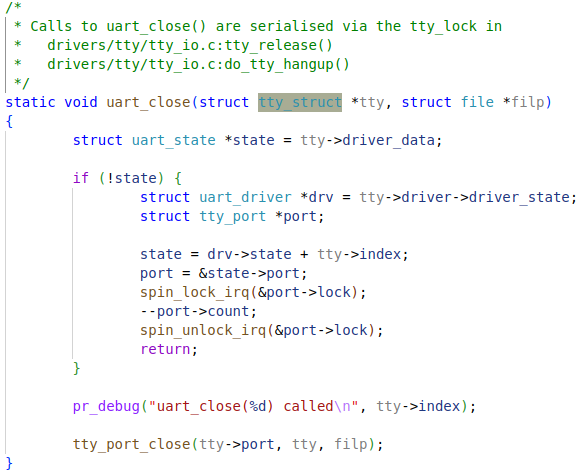 /*
 * Calls to uart_close() are serialised via the tty_lock in
 *   drivers/tty/tty_io.c:tty_release()
 *   drivers/tty/tty_io.c:do_tty_hangup()
 */
static void uart_close(struct tty_struct *tty, struct file *filp)
{
        struct uart_state *state = tty->driver_data;

        if (!state) {
                struct uart_driver *drv = tty->driver->driver_state;
                struct tty_port *port;

                state = drv->state + tty->index;
                port = &state->port;
                spin_lock_irq(&port->lock);
                --port->count;
                spin_unlock_irq(&port->lock);
                return;
        }

        pr_debug("uart_close(%d) called\n", tty->index);

        tty_port_close(tty->port, tty, filp);
}